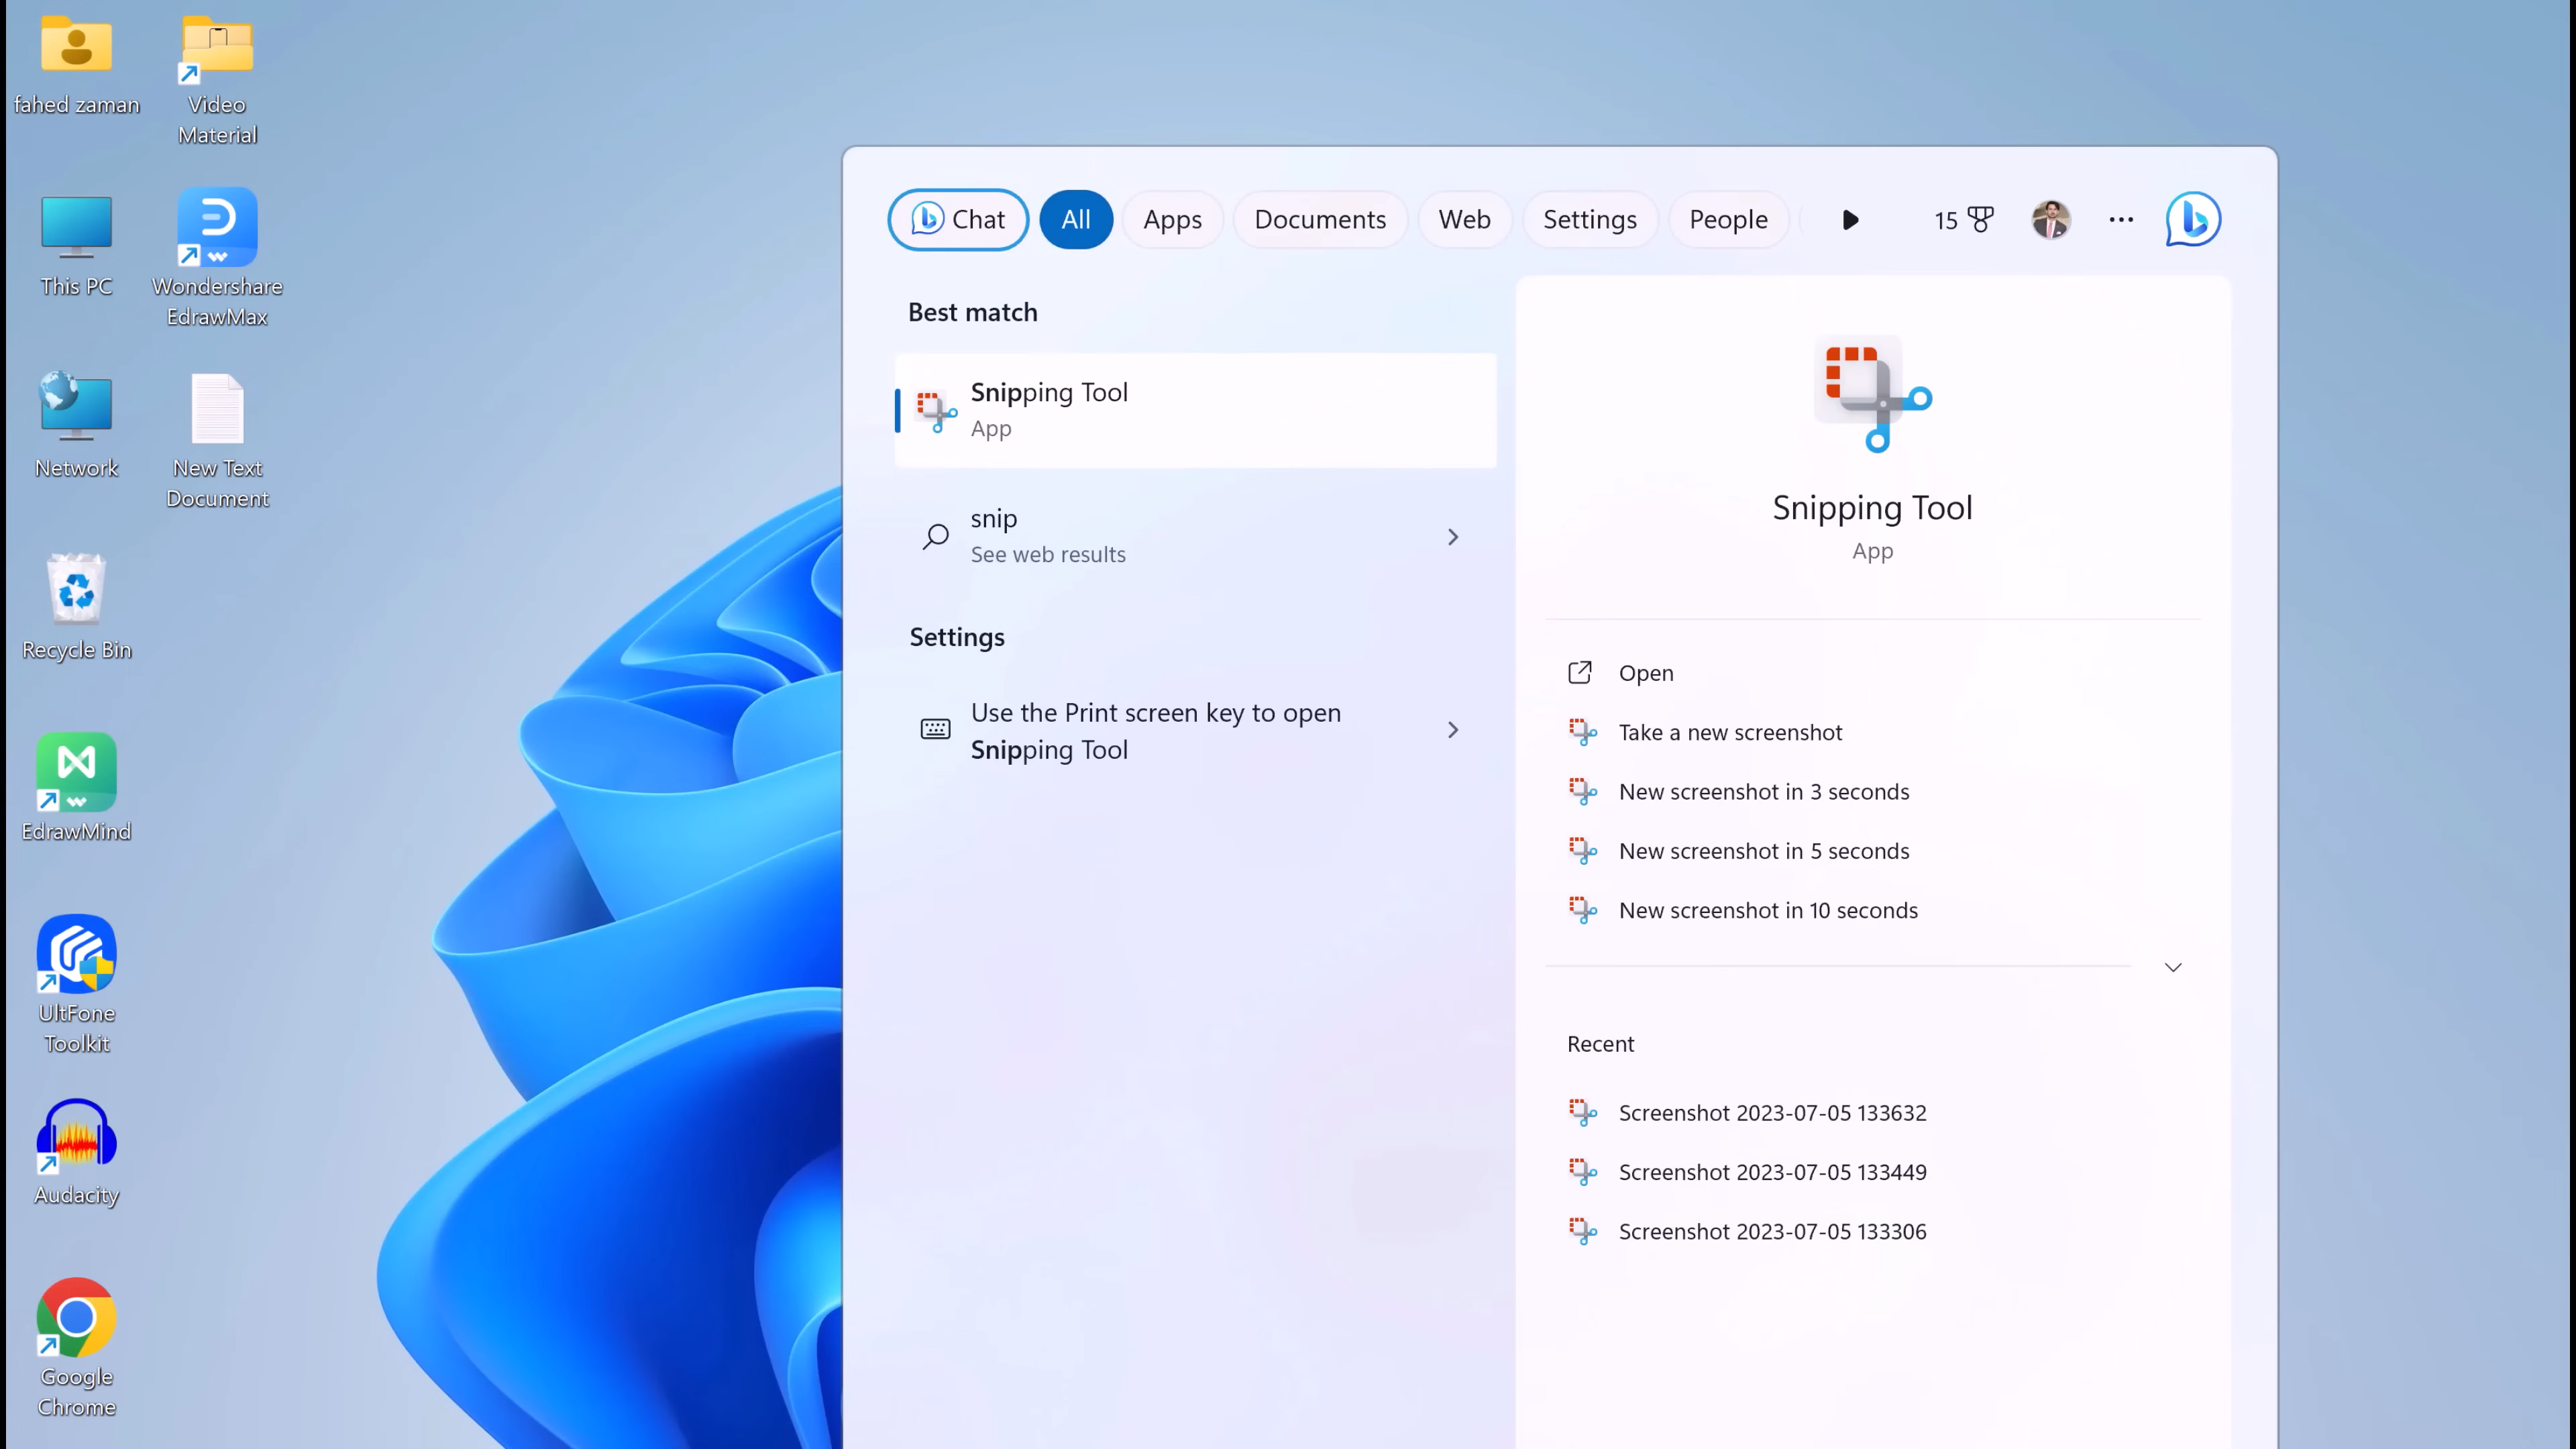 fahed zaman
Video
Material
This PC
Wondershare
EdrawMax
Network
New Text
Document
Recycle Bin
EdrawMind
UltFone
Toolkit
Audacity
Google
Chrome
Chat
All
Apps
Documents
Web
Settings
People
15
Best match
Snipping Tool
App
snip
See web results
Settings
Use the Print screen key to open
Snipping Tool
Snipping Tool
App
Open
Take a new screenshot
New screenshot in 3 seconds
New screenshot in 5 seconds
New screenshot in 10 seconds
Recent
Screenshot 2023-07-05 133632
Screenshot 2023-07-05 133449
Screenshot 2023-07-05 133306